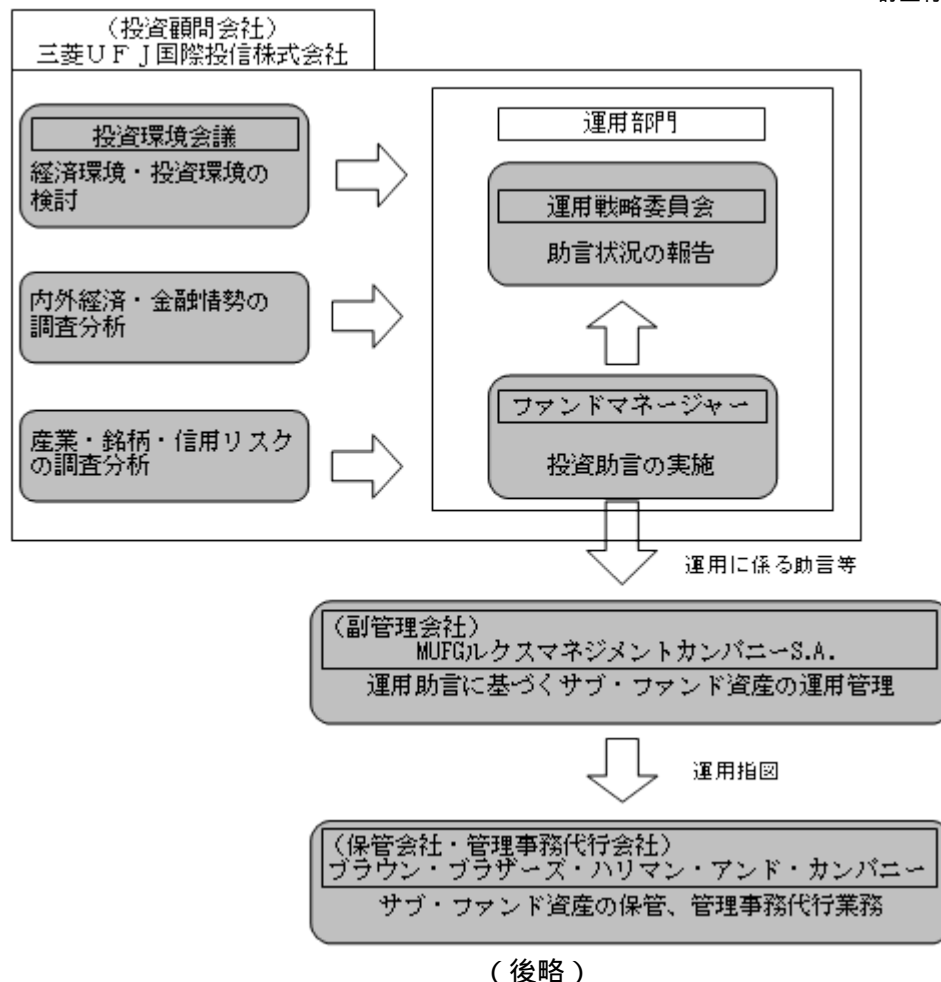 （投資顧問会社）
三菱ＵＦＪ国際投信株式会社
投資環境会議
経済環境・投資環境の
検討
内外経済・金融情勢の
調査分析
産業・銘柄・信用リスク
の調査分析
運用部門
運用戦略委員会
助言状況の報告
ファンドマネージャー
投資助言の実施
運用に係る助言等
（副管理会社）
MUFGルクスマネジメントカンパニーS.A.
運用助言に基づくサブ・ファンド資産の運用管理
運用指図
（保管会社・管理事務代行会社）
ブラウン・ブラザーズ・ハリマン・アンド・カンパニー
サブ・ファンド資産の保管、管理事務代行業務
（後略）